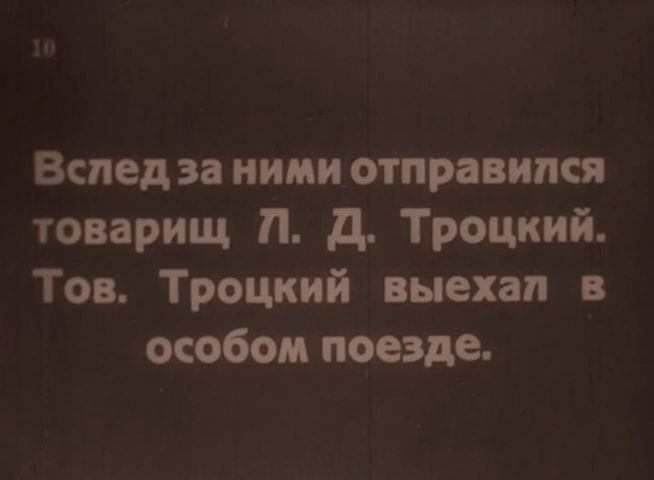 10
Вслед за ними отправился
товарищ Л. Д. Троцкий.
Тов. Троцкий выехал в
особом поезде.